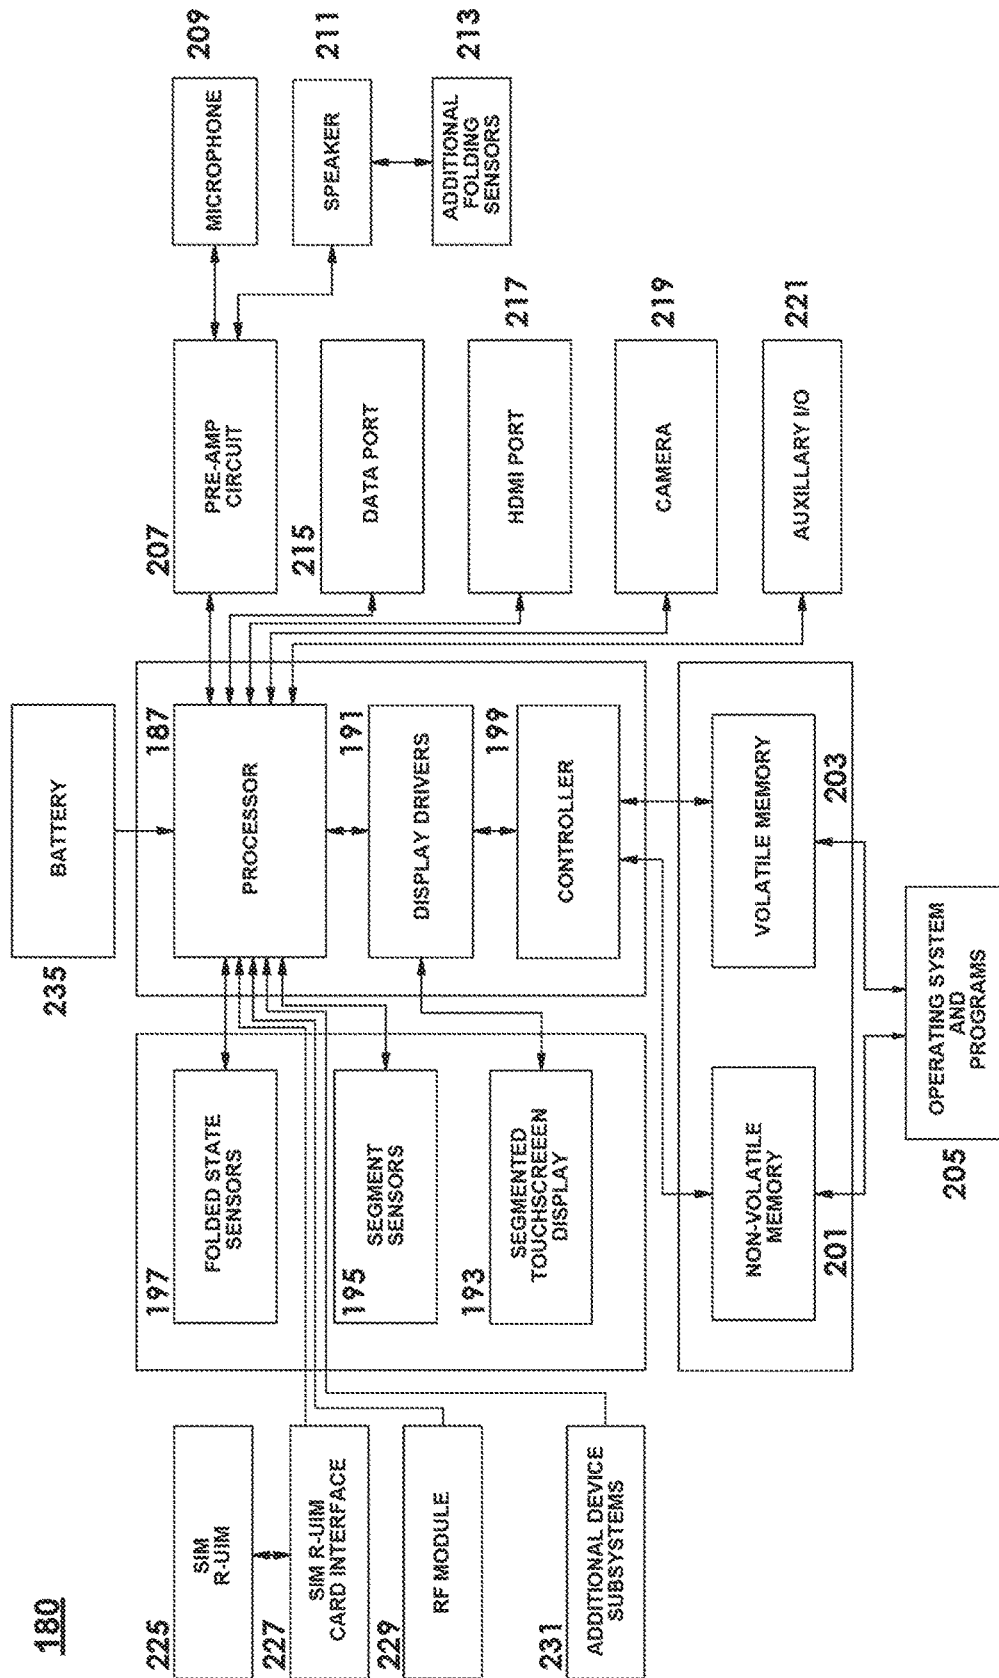 180
225
SIM
R-UIM
227
SIM R-UIM
CARD INTERFACE
229
RF MODULE
231
ADDITIONAL DEVICE
SUBSYSTEMS
197
FOLDED STATE
SENSORS
195
SEGMENT
SENSORS
193
SEGMENTED
TOUCHSCREEEN
DISPLAY
201
NON-VOLATILE
MEMORY
235
BATTERY
187
PROCESSOR
191
DISPLAY DRIVERS
199
CONTROLLER
VOLATILE MEMORY
203
205
OPERATING SYSTEM
AND
PROGRAMS
207
PRE-AMP
CIRCUIT
215
DATA PORT
HDMI PORT
217
CAMERA
219
AUXILLARY I/O
221
MICROPHONE
209
SPEAKER
211
ADDITIONAL
FOLDING
SENSORS
213